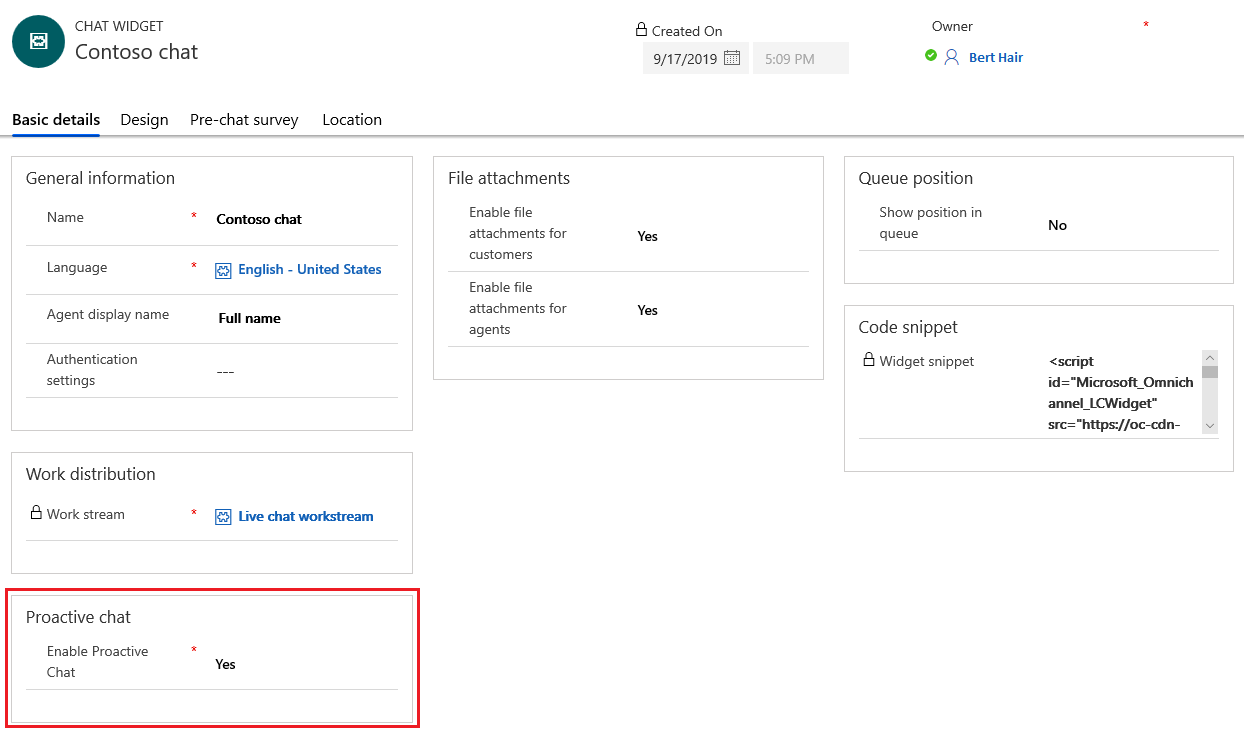 CHAT WIDGET
Contoso chat
Created On
9/17/2019
5:09 PM
Owner
*
Bert Hair
Basic details
Design
Pre-chat survey
Location
General information
Name
*
Contoso chat
Language
*
English - United States
Agent display name
Full name
Authentication
settings
---
Work distribution
Work stream
*
Live chat workstream
Proactive chat
Enable Proactive
Chat
*
Yes
File attachments
Enable file
attachments for
customers
Yes
Enable file
attachments for
agents
Yes
Queue position
Show position in
queue
No
Code snippet
Widget snippet
<script
id="Microsoft_Omnich
annel_LCWidget"
src="https://oc-cdn-